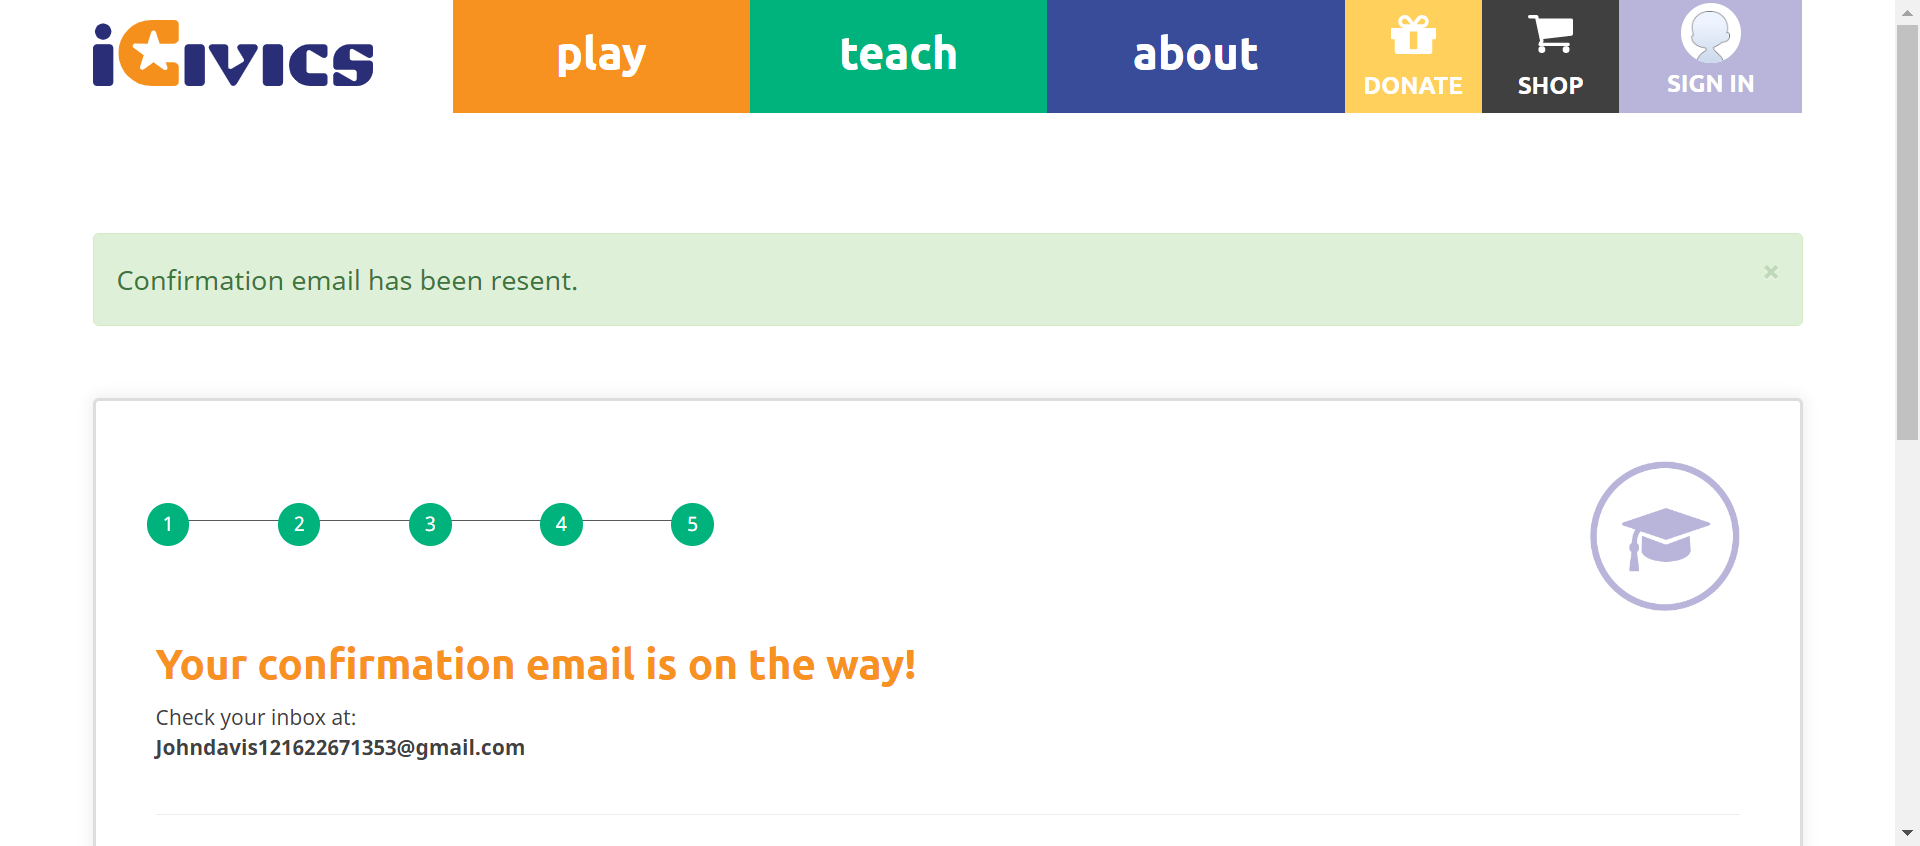 iCivics
play
teach
about
DONATE
SHOP
SIGN IN
Confirmation email has been resent.
×
1
2
3
4
5
Your confirmation email is on the way!
Check your inbox at:
Johndavis121622671353@gmail.com